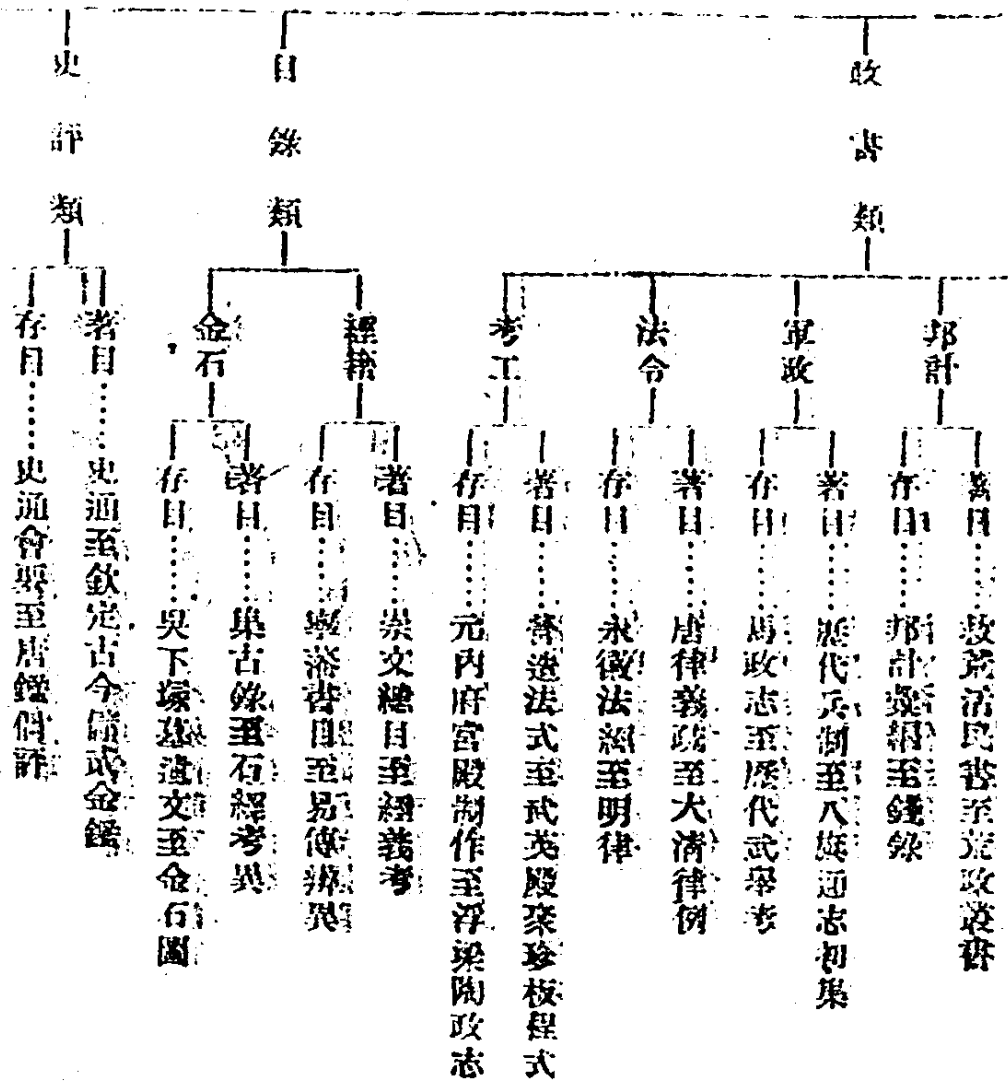 政書類
邦計
著目……救荒活民書至荒政叢書
存目……邦計彙編至錢錄
軍政
著目……歷代兵制至八旗通志初集
存目……馬政志至歷代武舉考
法令
著目……唐律義疏至大清律例
存目……永徽法經至明律
考工
著目……營造法式至武英殿聚珍板程式
存目……元內府宮殿制作至浮梁陶政志
目錄類
經籍
著目……崇文總目至經義考
存目……寧藩書目至易傳辨異
金石
著目……集古錄至石經考異
存目……吳下塚墓遺文至金石圖
史評類
著目……史通至欽定古今儲貳金鑑
存目……史通會要至唐鑑偶評